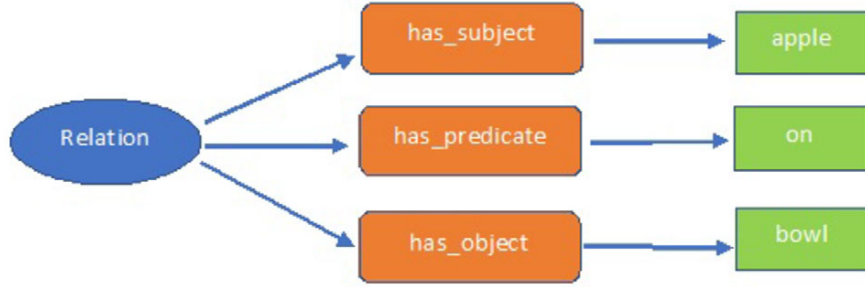 has_subject
apple
Relation
has_predicate
on
has_object
bowl